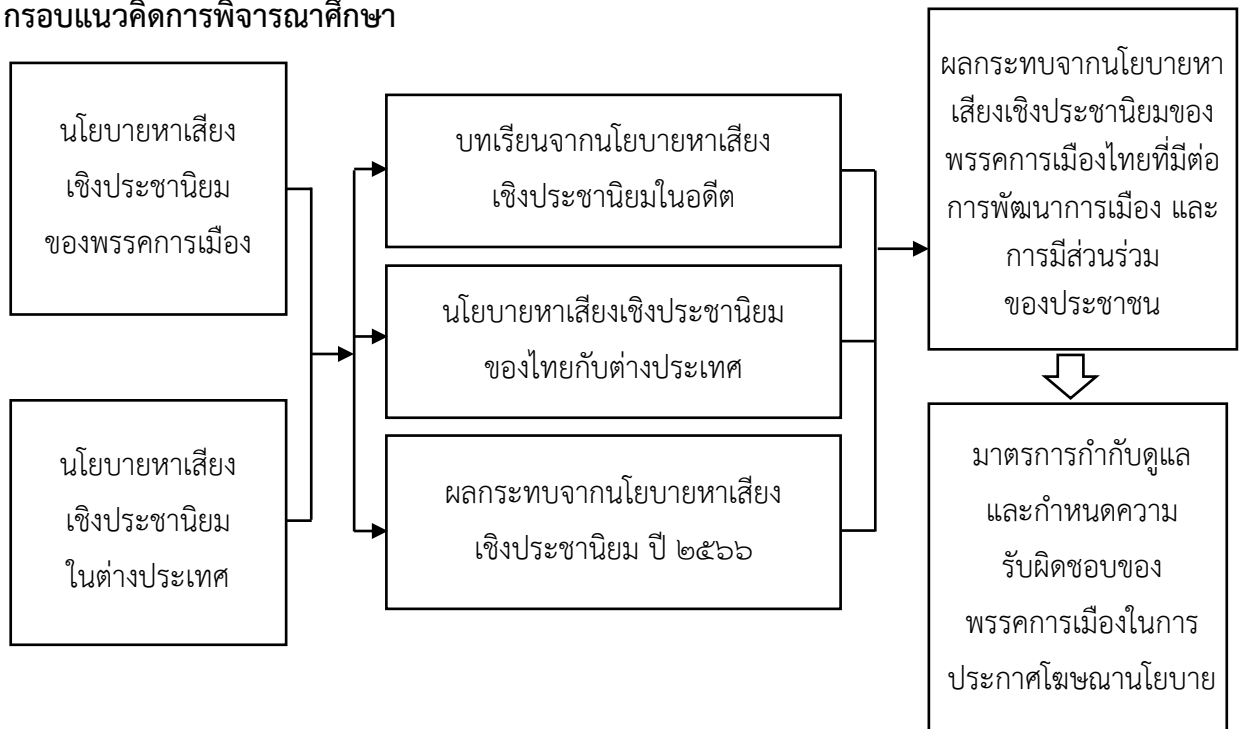 กรอบแนวคิดการพิจารณาศึกษา
นโยบายหาเสียง
เชิงประชานิยม
ของพรรคการเมือง
นโยบายหาเสียง
เชิงประชานิยม
ในต่างประเทศ
บทเรียนจากนโยบายหาเสียง
เชิงประชานิยมในอดีต
นโยบายหาเสียงเชิงประชานิยม
ของไทยกับต่างประเทศ
ผลกระทบจากนโยบายหาเสียง
เชิงประชานิยม ปี ๒๕๖๖
ผลกระทบจากนโยบายหา
เสียงเชิงประชานิยมของ
พรรคการเมืองไทยที่มีต่อ
การพัฒนาการเมือง และ
การมีส่วนร่วม
ของประชาชน
มาตรการกำกับดูแล
และกำหนดความ
รับผิดชอบของ
พรรคการเมืองในการ
ประกาศโฆษณานโยบาย